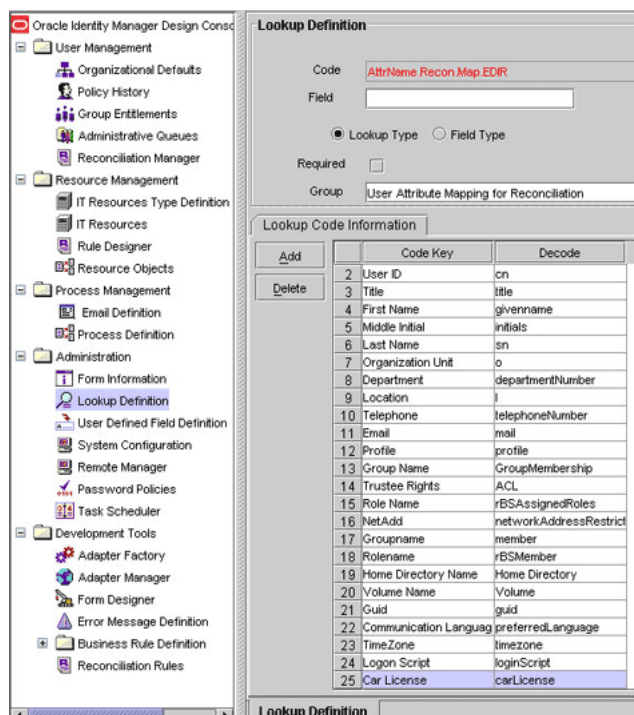 Oracle Identity Manager Design Consc
User Management
Organizational Defaults
Policy History
Group Entitlements
Administrative Queues
Reconciliation Manager
Resource Management
IT Resources Type Definition
IT Resources
Rule Designer
Resource Objects
Process Management
Email Definition
Process Definition
Administration
Form Information
Lookup Definition
User Defined Field Definition
System Configuration
Remote Manager
Password Policies
Task Scheduler
Development Tools
Adapter Factory
Adapter Manager
Form Designer
Error Message Definition
Business Rule Definition
Reconciliation Rules
Lookup Definition
Code AttrName.Recon.Map.EDIR
Field
Lookup Type Field Type
Required
Group User Attribute Mapping for Reconciliation
Lookup Code Information
Add
Delete
Code Key Decode
2 User ID cn
3 Title title
4 First Name givenname
5 Middle Initial initials
6 Last Name sn
7 Organization Unit o
8 Department departmentNumber
9 Location l
10 Telephone telephoneNumber
11 Email mail
12 Profile profile
13 Group Name GroupMembership
14 Trustee Rights ACL
15 Role Name rBSAssignedRoles
16 NetAdd networkAddressRestrict
17 Groupname member
18 Rolename rBSMember
19 Home Directory Name Home Directory
20 Volume Name Volume
21 Guid guid
22 Communication Languag preferredLanguage
23 TimeZone timezone
24 Logon Script loginScript
25 Car License carLicense
Lookup Definition